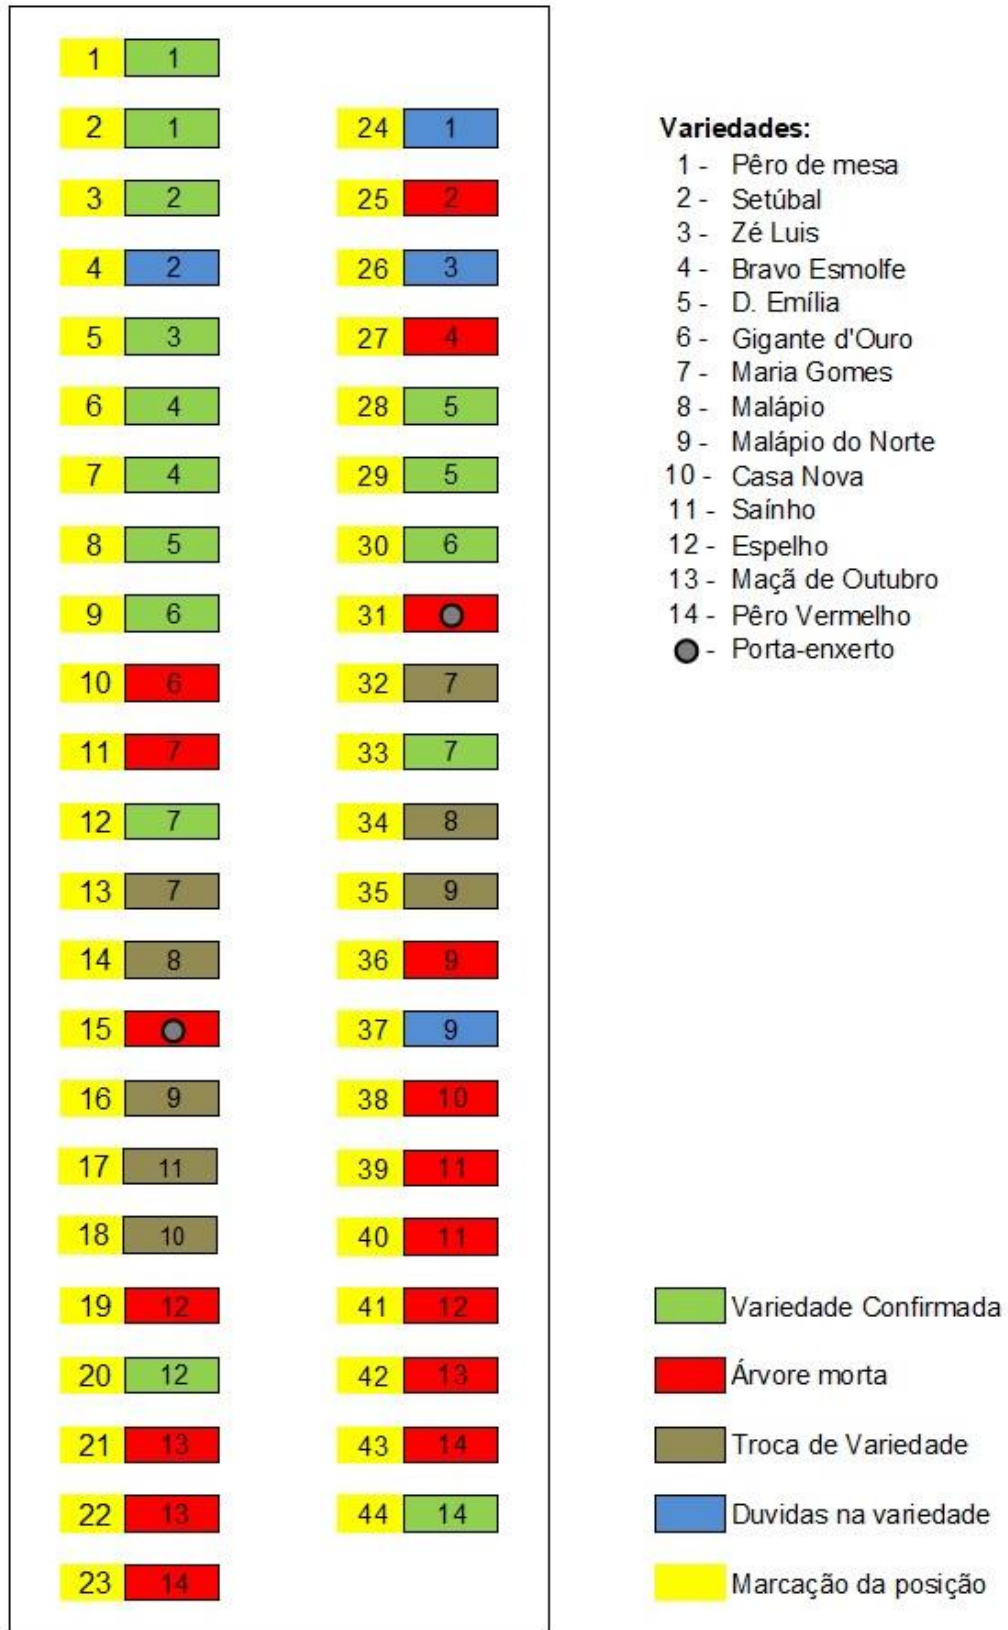 1 1
2 1 24 1
3 2 25 2
4 2 26 3
5 3 27 4
6 4 28 5
7 4 29 5
8 5 30 6
9 6 31
10 6 32 7
11 7 33 7
12 7 34 8
13 7 35 9
14 8 36 9
15 37 9
16 9 38 10
17 11 39 11
18 10 40 11
19 12 41 12
20 12 42 13
21 13 43 14
22 13 44 14
23 14
Variedades:
1 - Pêro de mesa
2 - Setúbal
3 - Zé Luis
4 - Bravo Esmolfe
5 - D. Emília
6 - Gigante d'Ouro
7 - Maria Gomes
8 - Malápio
9 - Malápio do Norte
10 - Casa Nova
11 - Saínho
12 - Espelho
13 - Maçã de Outubro
14 - Pêro Vermelho
- Porta-enxerto
Variedade Confirmada
Árvore morta
Troca de Variedade
Duvidas na variedade
Marcação da posição